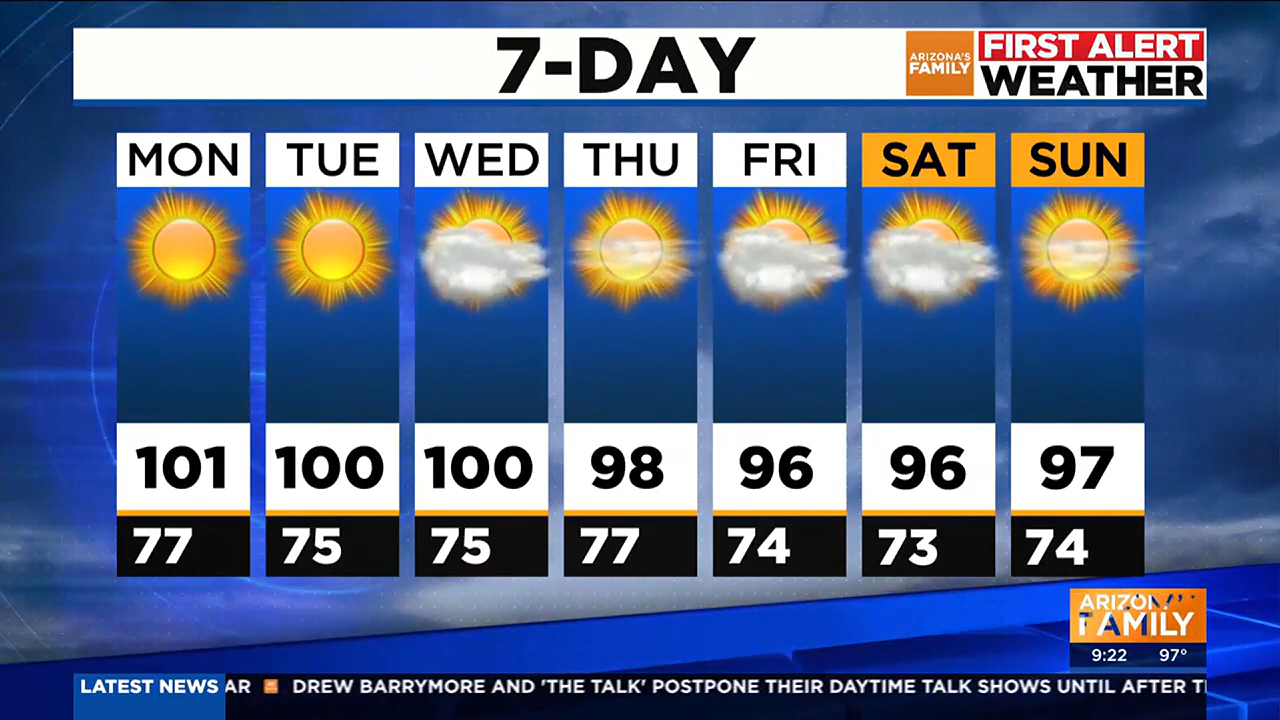 7-DAY
ARIZONA'S
FAMILY
FIRST ALERT
WEATHER
MON TUE WED THU FRI SAT SUN
101 100 100 98 96 96 97
77 75 75 77 74 73 74
FAMILY
9:22 97°
LATEST NEWS AR DREW BARRYMORE AND 'THE TALK' POSTPONE THEIR DAYTIME TALK SHOWS UNTIL AFTER